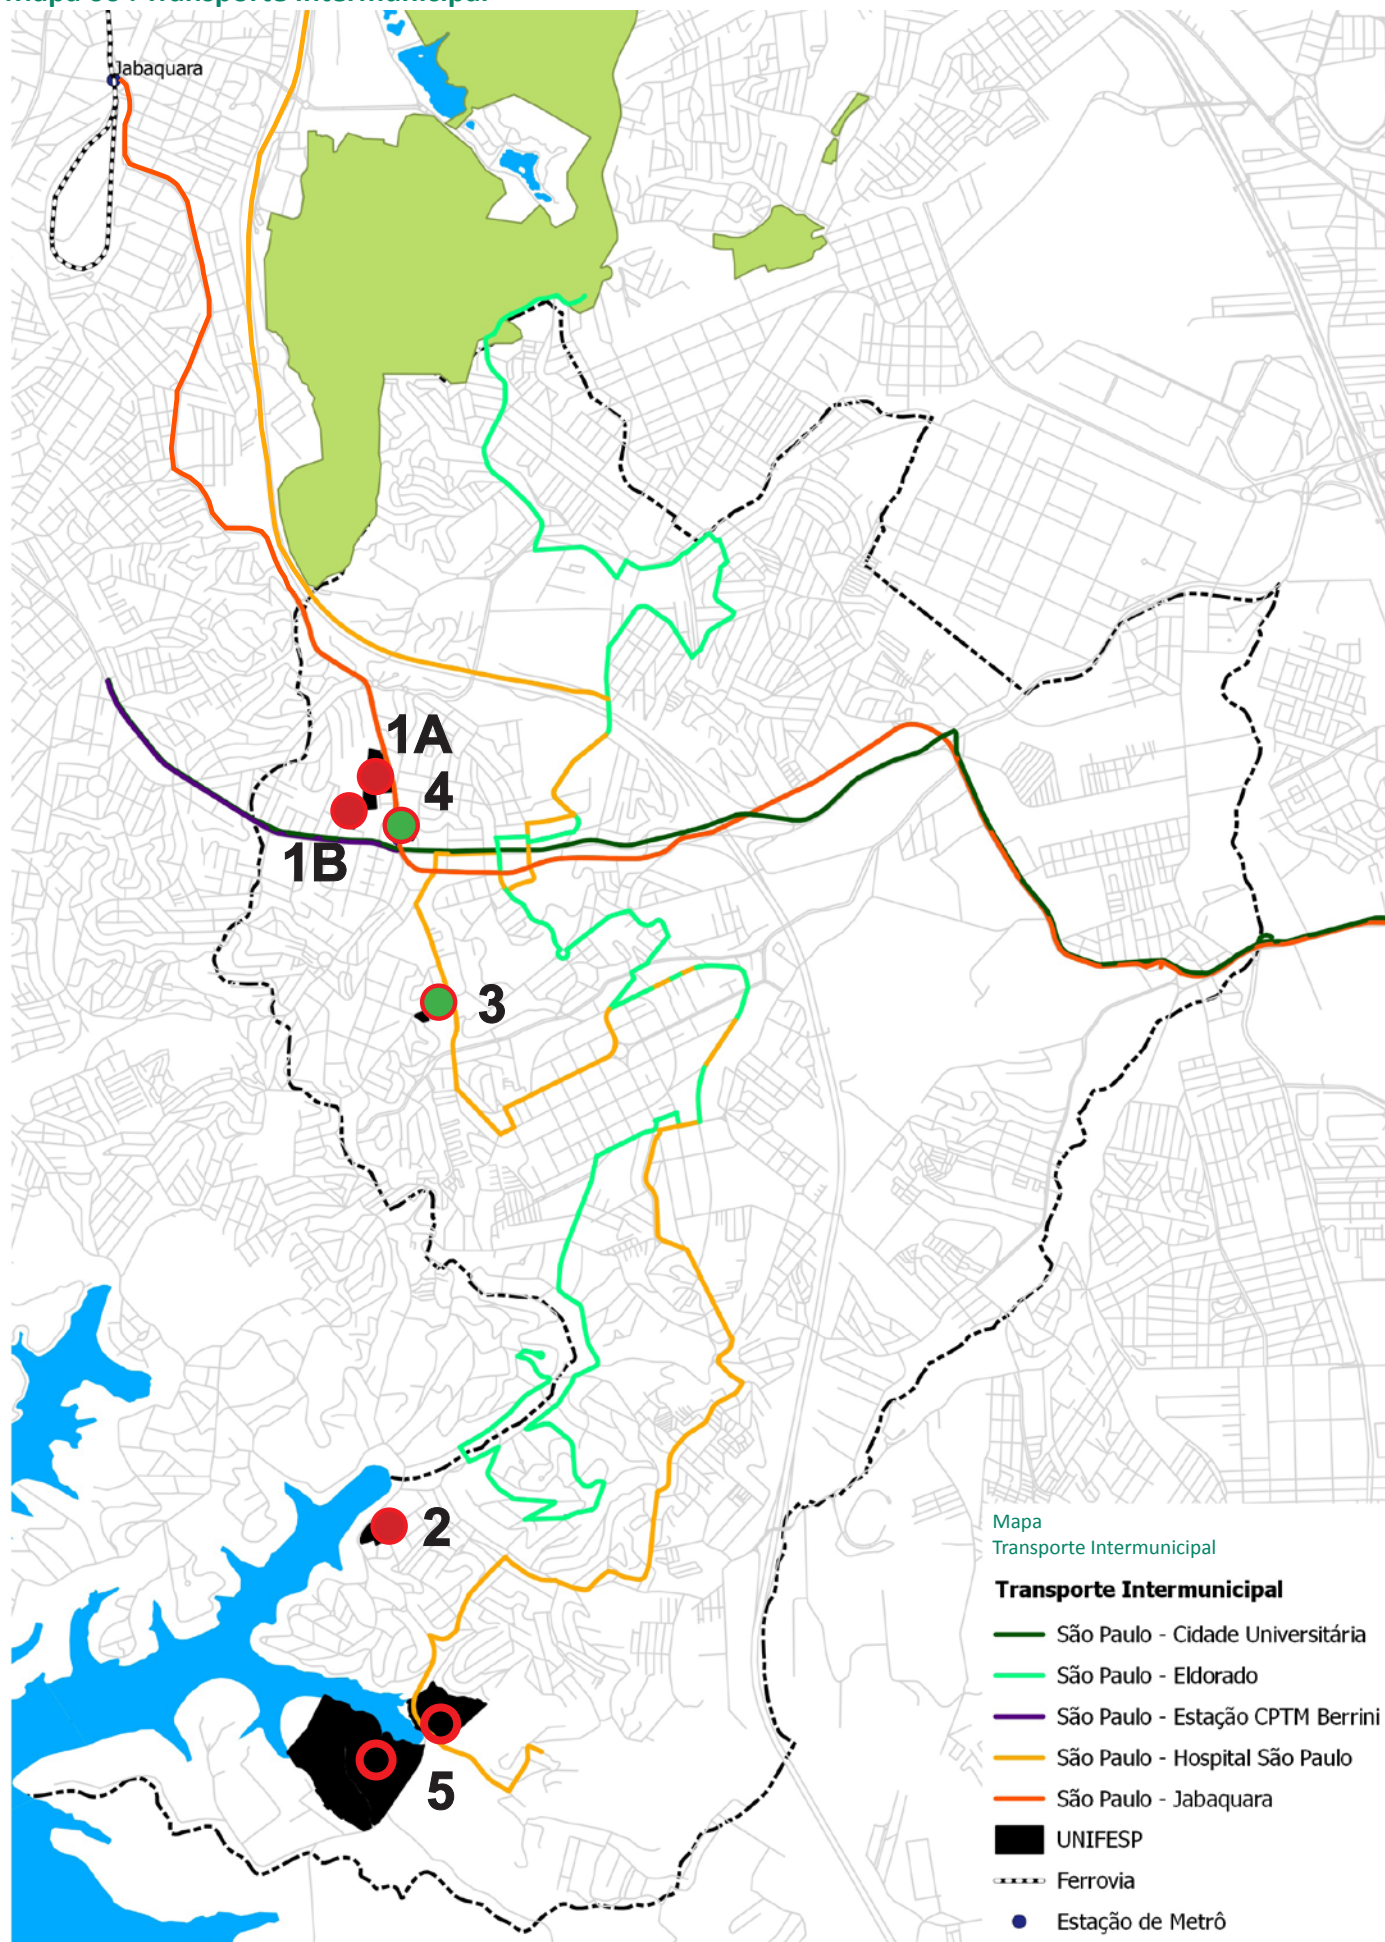 Jabaquara
1A
4
1B
3
2
5
Mapa
Transporte Intermunicipal
Transporte Intermunicipal
São Paulo - Cidade Universitária
São Paulo - Eldorado
São Paulo - Estação CPTM Berrini
São Paulo - Hospital São Paulo
São Paulo - Jabaquara
UNIFESP
Ferrovia
Estação de Metrô